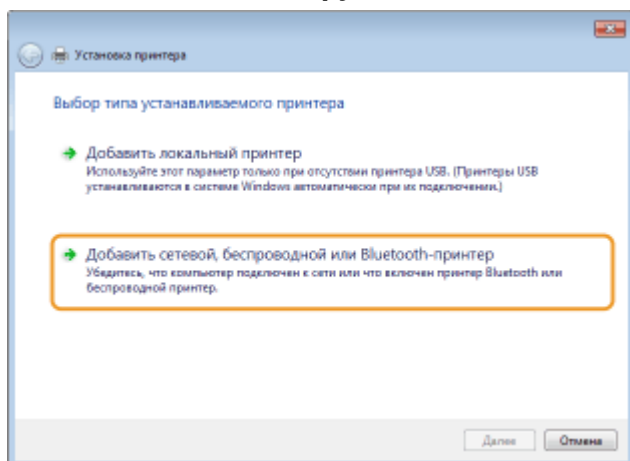 Установка принтера
Выбор типа устанавливаемого принтера
Добавить локальный принтер
Используйте этот параметр только при отсутствии принтера USB. (Принтеры USB
устанавливаются в системе Windows автоматически при их подключении.)
Добавить сетевой, беспроводной или Bluetooth-принтер
Убедитесь, что компьютер подключен к сети или что включен принтер Bluetooth или
беспроводной принтер.
Далее
Отмена